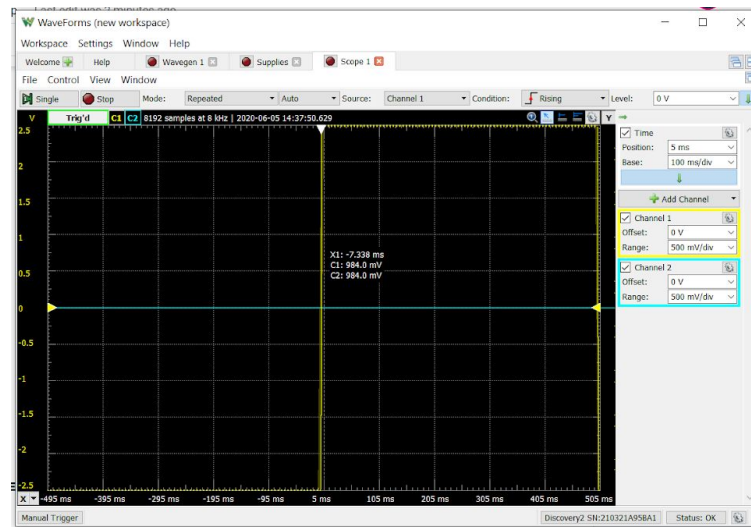 Last edit was 2 minutes ago
WaveForms (new workspace)
Workspace Settings Window Help
Welcome Help Wavegen 1 Supplies Scope 1
File Control View Window
Single Stop Mode: Repeated Auto Source: Channel 1 Condition: Rising Level: 0 V
V Trig'd C1 C2 8192 samples at 8 kHz | 2020-06-05 14:37:50.629 Y
2.5
2
1.5
1
0.5
0
-0.5
-1
-1.5
-2
-2.5
X1: -7.338 ms
C1: 984.0 mV
C2: 984.0 mV
X -495 ms -395 ms -295 ms -195 ms -95 ms 5 ms 105 ms 205 ms 305 ms 405 ms 505 ms
Time
Position: 5 ms
Base: 100 ms/div
Add Channel
Channel 1
Offset: 0 V
Range: 500 mV/div
Channel 2
Offset: 0 V
Range: 500 mV/div
Manual Trigger Discovery2 SN:210321A958A1 Status: OK